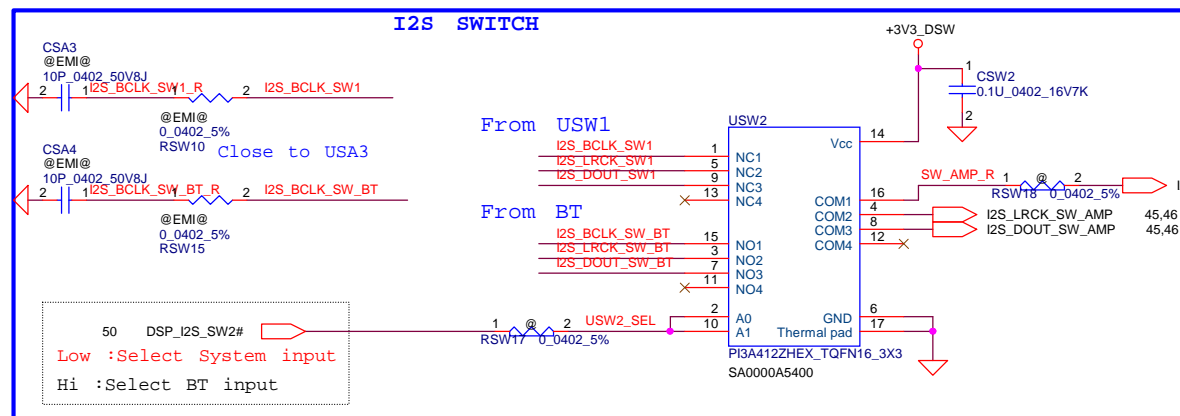 I2S SWITCH
CSA3
@EMI@
10P_0402_50V8J
2 1 I2S_BCLK_SW1_R 1 2 I2S_BCLK_SW1
@EMI@
0_0402_5%
RSW10
Close to USA3
CSA4
@EMI@
10P_0402_50V8J
2 1 I2S_BCLK_SW_BT_R 1 2 I2S_BCLK_SW_BT
@EMI@
0_0402_5%
RSW15
+3V3_DSW
1
CSW2
0.1U_0402_16V7K
2
From USW1
USW2
I2S_BCLK_SW1 1 NC1
I2S_LRCK_SW1 5 NC2
I2S_DOUT_SW1 9 NC3
13 NC4
From BT
I2S_BCLK_SW_BT 15 NO1
I2S_LRCK_SW_BT 3 NO2
I2S_DOUT_SW_BT 7 NO3
11 NO4
2 A0
10 A1
Vcc 14
COM1 16 SW_AMP_R 1 @ 2 I
RSW18 0_0402_5%
COM2 4 I2S_LRCK_SW_AMP 45,46
COM3 8 I2S_DOUT_SW_AMP 45,46
COM4 12
GND 6
Thermal pad 17
PI3A412ZHEX_TQFN16_3X3
SA0000A5400
50 DSP_I2S_SW2# 1 @ 2 USW2_SEL
RSW17 0_0402_5%
Low :Select System input
Hi :Select BT input